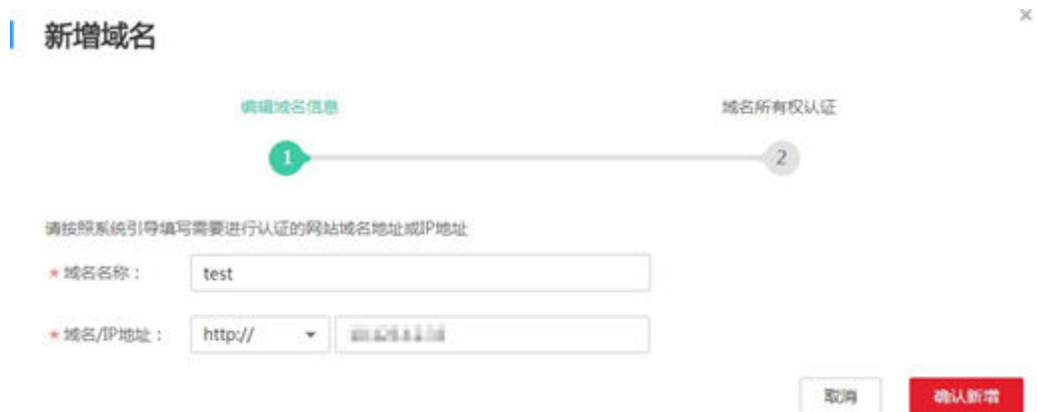 新增域名
×
编辑域名信息
域名所有权认证
1
2
请按照系统引导填写需要进行认证的网站域名地址或IP地址
* 域名名称：
test
* 域名/IP地址：
http://
取消
确认新增